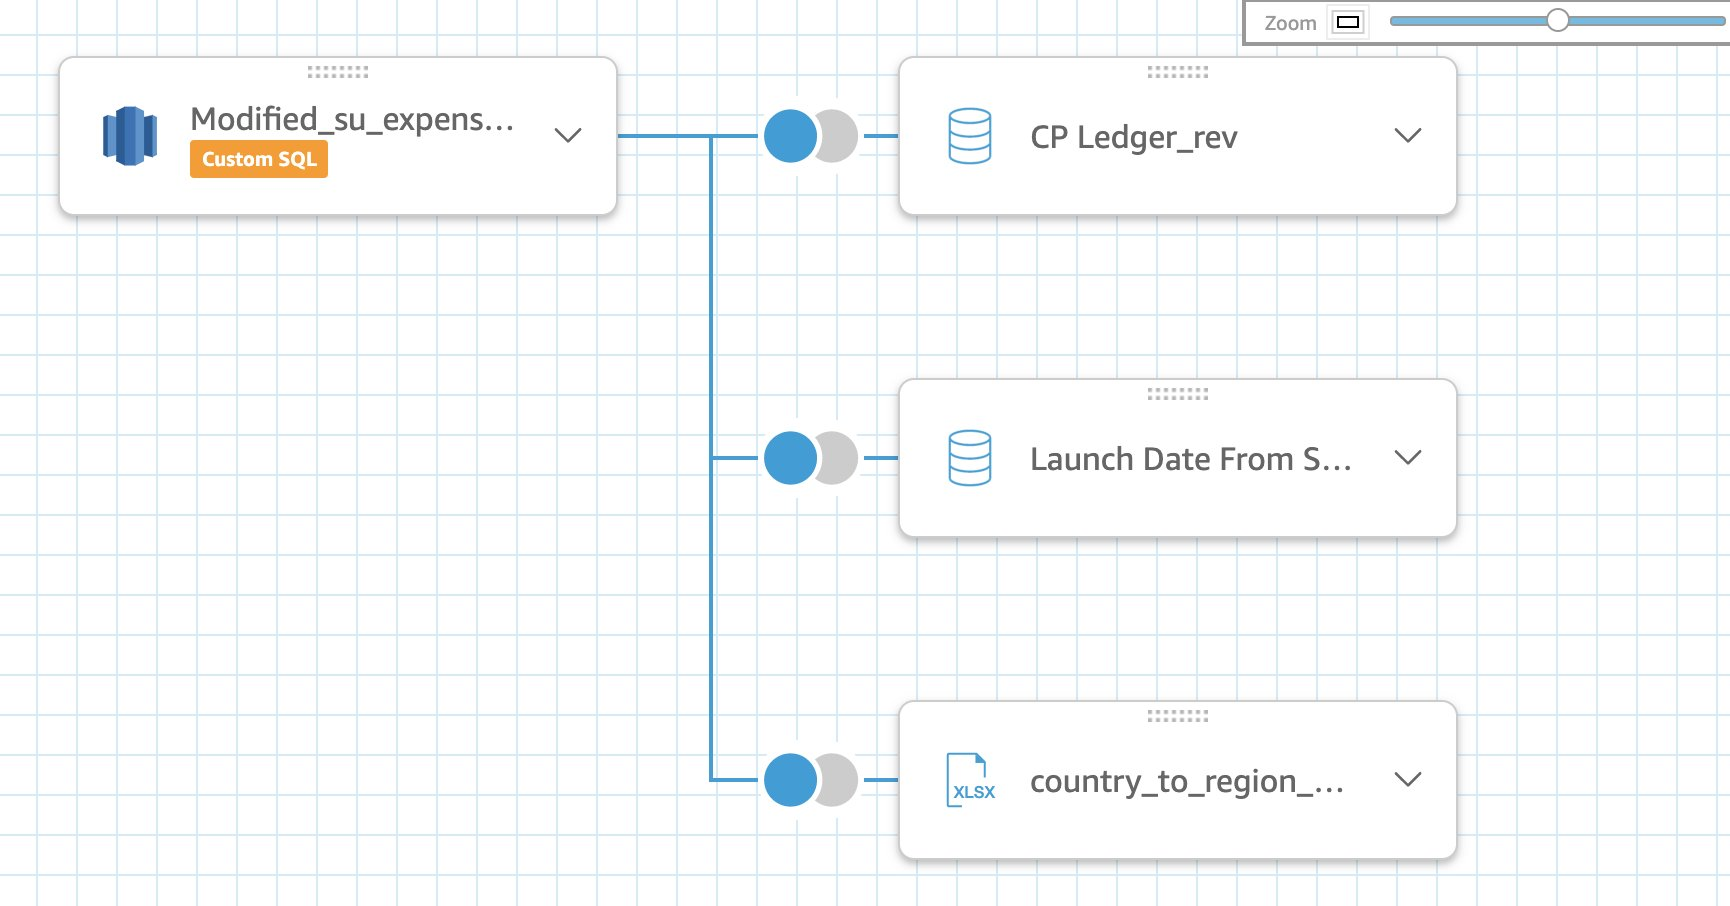 Zoom
Modified_su_expens...
Custom SQL
CP Ledger_rev
Launch Date From S...
XLSX
country_to_region_...